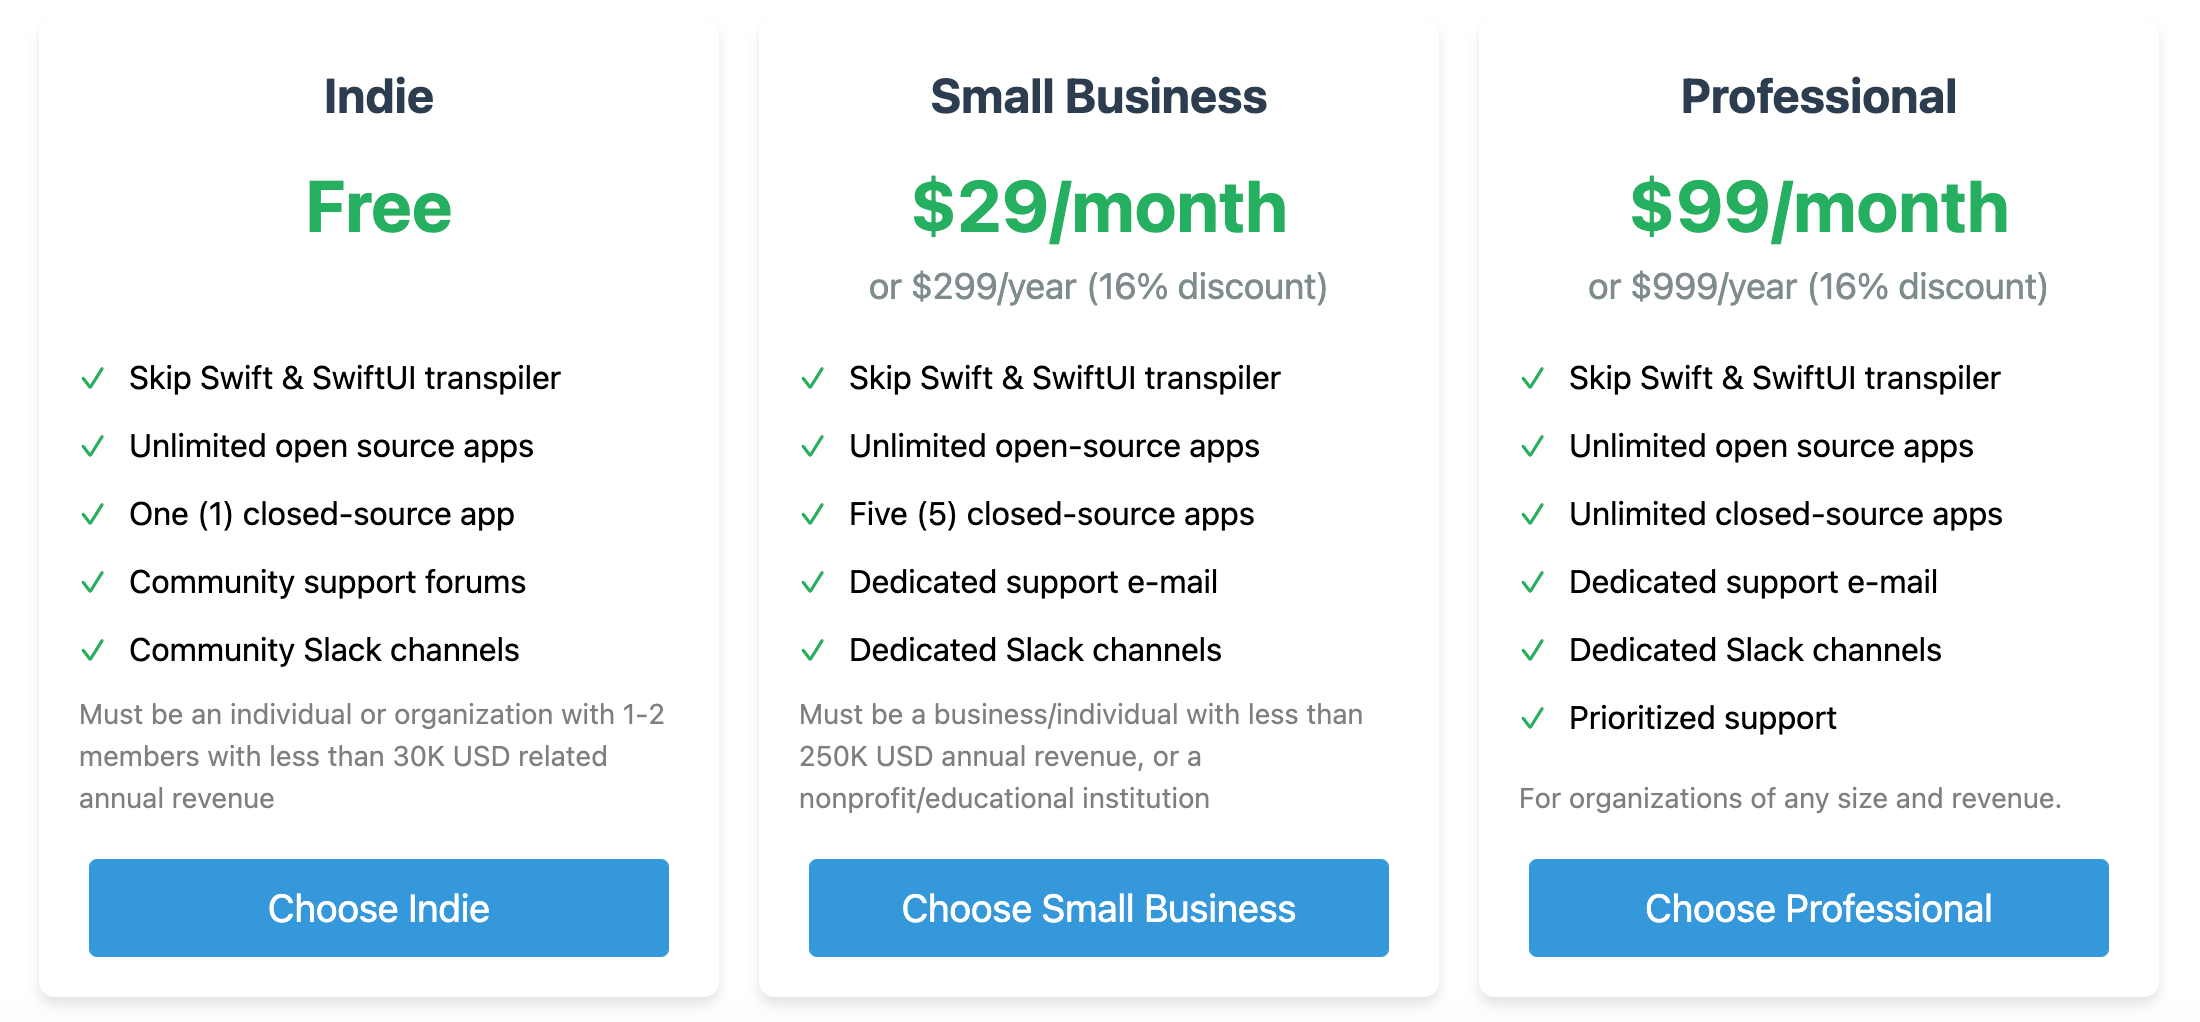 Indie
Free
Skip Swift & SwiftUI transpiler
Unlimited open source apps
One (1) closed-source app
Community support forums
Community Slack channels
Must be an individual or organization with 1-2
members with less than 30K USD related
annual revenue
Choose Indie
Small Business
$29/month
or $299/year (16% discount)
Skip Swift & SwiftUI transpiler
Unlimited open-source apps
Five (5) closed-source apps
Dedicated support e-mail
Dedicated Slack channels
Must be a business/individual with less than
250K USD annual revenue, or a
nonprofit/educational institution
Choose Small Business
Professional
$99/month
or $999/year (16% discount)
Skip Swift & SwiftUI transpiler
Unlimited open source apps
Unlimited closed-source apps
Dedicated support e-mail
Dedicated Slack channels
Prioritized support
For organizations of any size and revenue.
Choose Professional